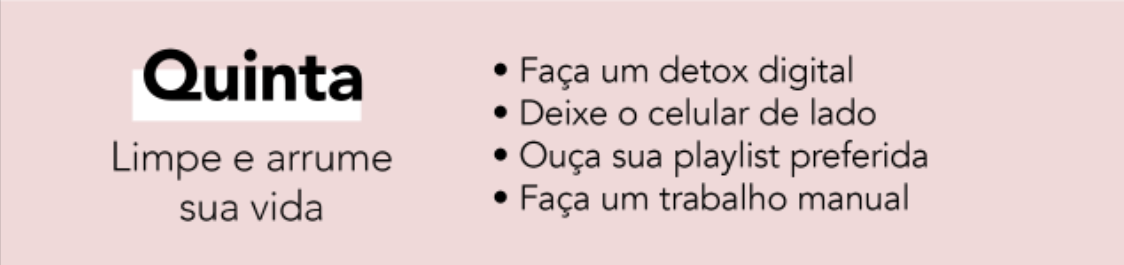 Quinta
Limpe e arrume
sua vida
• Faça um detox digital
• Deixe o celular de lado
• Ouça sua playlist preferida
• Faça um trabalho manual